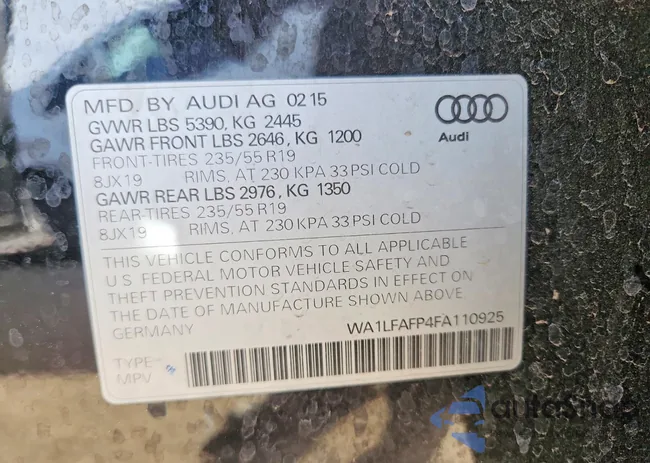 MFD. BY AUDI AG 02 15
GVWR LBS 5390, KG 2445
GAWR FRONT LBS 2646, KG 1200
FRONT-TIRES 235/55 R19
8JX19 RIMS, AT 230 KPA 33 PSI COLD
GAWR REAR LBS 2976, KG 1350
REAR-TIRES 235/55 R19
8JX19 RIMS, AT 230 KPA 33 PSI COLD
Audi
THIS VEHICLE CONFORMS TO ALL APPLICABLE
U S FEDERAL MOTOR VEHICLE SAFETY AND
THEFT PREVENTION STANDARDS IN EFFECT ON
THE DATE OF MANUFACTURE SHOWN ABOVE
GERMANY WA1LFAFP4FA110925
TYPE-
MPV
autoSnap